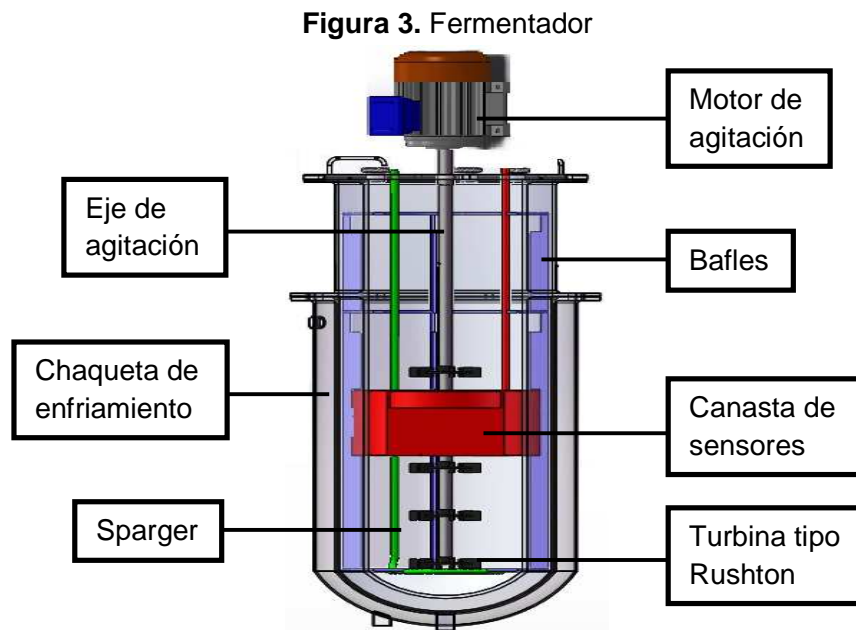 Figura 3. Fermentador
Motor de
agitación
Eje de
agitación
Bafles
Chaqueta de
enfriamiento
Canasta de
sensores
Sparger
Turbina tipo
Rushton